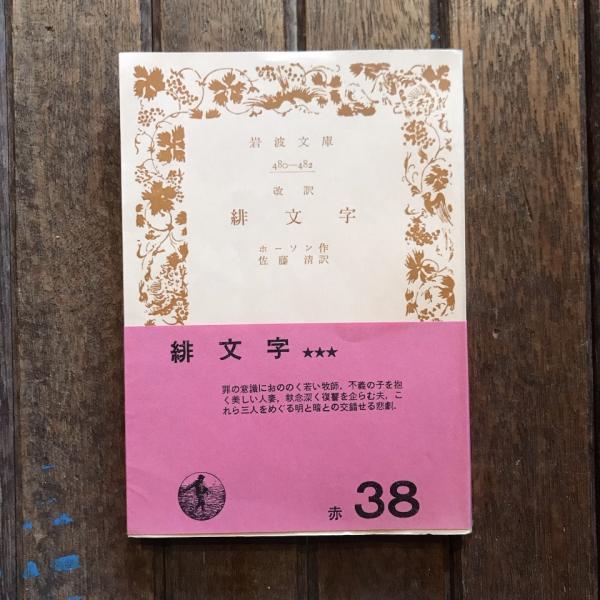 岩波文庫
480—482
改訳
緋文字
ホーソン作
佐藤清訳
緋文字 ★★★
罪の意識におののく若い牧師，不義の子を抱
く美しい人妻，執念深く復讐を企らむ夫，こ
れら三人をめぐる明と暗との交錯せる悲劇．
赤 38